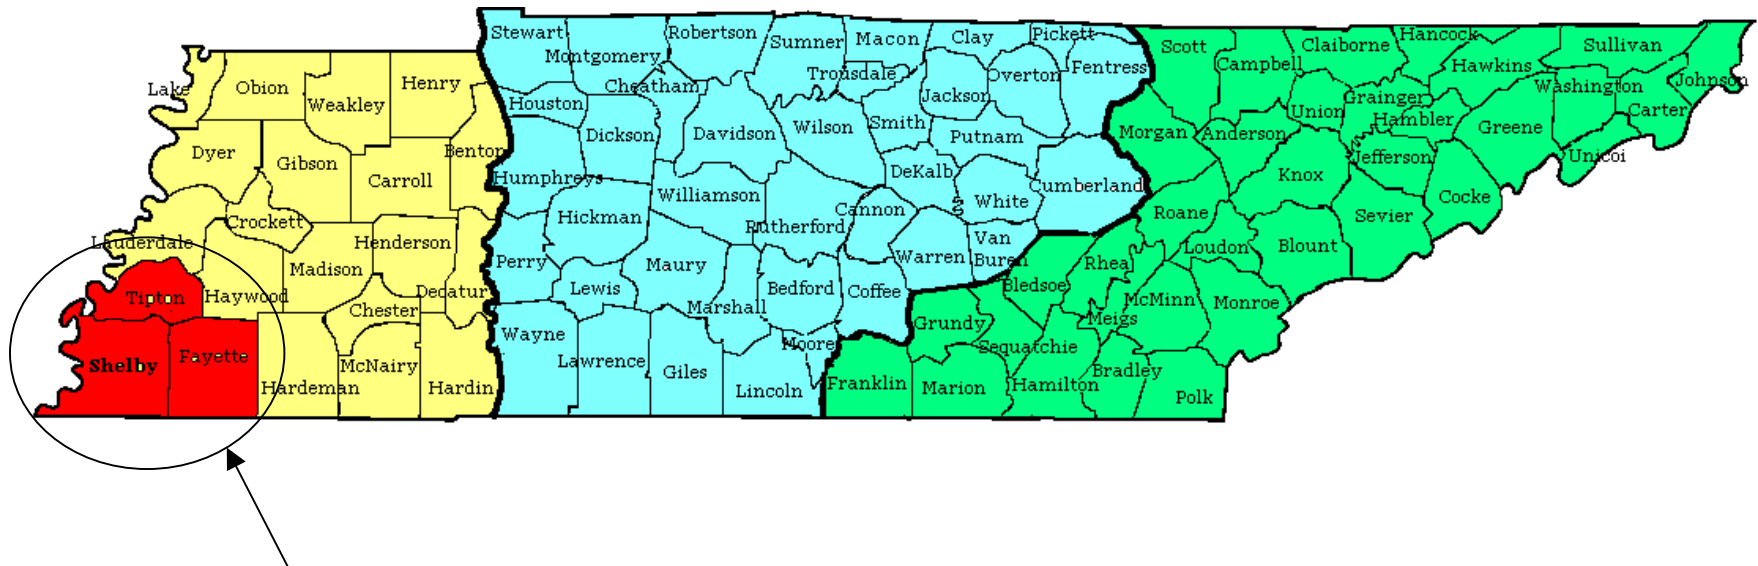 Stewart
Montgomery
Robertson
Sumner
Macon
Clay
Pickett
Scott
Claiborne
Hancock
Sullivan
Lake
Obion
Weakley
Henry
Houston
Cheatham
Trousdale
Jackson
Overton
Fentress
Campbell
Hawkins
Washington
Johnson
Dyer
Gibson
Carroll
Benton
Dickson
Davidson
Wilson
Smith
Putnam
Morgan
Anderson
Union
Grainger
Hambler
Greene
Carter
Unicoi
Humphreys
Williamson
DeKalb
White
Cumberland
Knox
Jefferson
Cocke
Crockett
Lauderdale
Henderson
Hickman
Rutherford
Cannon
Van
Buren
Warren
Roane
Loudon
Blount
Sevier
Madison
Haywood
Chester
Decatur
Perry
Lewis
Maury
Marshall
Bedford
Coffee
Bledsoe
Rhea
McMinn
Monroe
Meigs
Tipton
Shelby
Fayette
Hardeman
McNairy
Hardin
Wayne
Lawrence
Giles
Lincoln
Moore
Grundy
Sequatchie
Franklin
Marion
Hamilton
Bradley
Polk